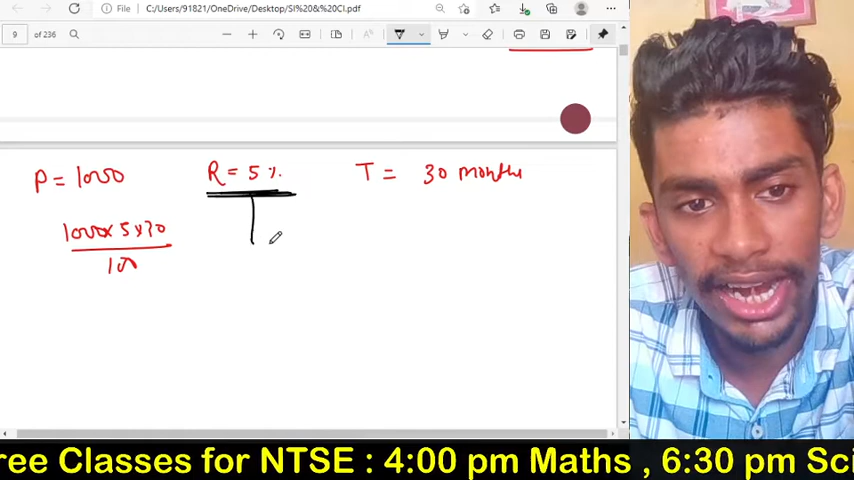 File
C:/Users/91821/OneDrive/Desktop/SI%20&%20CI.pdf
9 of 236
P = 1000 R = 5 %. T = 30 months
1000 x 5 x 30
100
ree Classes for NTSE : 4:00 pm Maths , 6:30 pm Sci